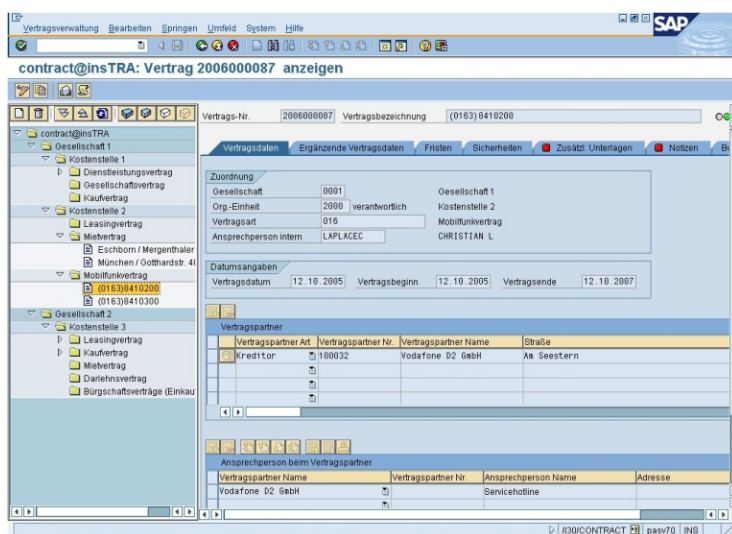 Vertragsverwaltung Bearbeiten Springen Umfeld System Hilfe
SAP
contract@insTRA: Vertrag 2006000087 anzeigen
Vertrags-Nr. 2006000087 Vertragsbezeichnung (0163)8410200
contract@insTRA
Gesellschaft 1
Kostenstelle 1
Dienstleistungsvertrag
Gesellschaftsvertrag
Kaufvertrag
Kostenstelle 2
Leasingvertrag
Mietvertrag
Eschborn / Mergenthaler
München / Gotthardstr. 4
Mobilfunkvertrag
(0163)8410200
(0163)8410300
Gesellschaft 2
Kostenstelle 3
Leasingvertrag
Kaufvertrag
Mietvertrag
Darlehnsvertrag
Bürgschaftsverträge (Einkau
Vertragsdaten Ergänzende Vertragsdaten Fristen Sicherheiten Zusätzl. Unterlagen Notizen
Zuordnung
Gesellschaft 0001 Gesellschaft 1
Org.-Einheit 2000 verantwortlich Kostenstelle 2
Vertragsart 016 Mobilfunkvertrag
Ansprechperson intern LAPLACEC CHRISTIAN L
Datumsangaben
Vertragsdatum 12.10.2005 Vertragsbeginn 12.10.2005 Vertragsende 12.10.2007
Vertragspartner
Vertragspartner Art Vertragspartner Nr. Vertragspartner Name Straße
Kreditor 100032 Vodafone D2 GmbH Am Seestern
Ansprechperson beim Vertragspartner
Vertragspartner Name Vertragspartner Nr. Ansprechperson Name Adresse
Vodafone D2 GmbH Servicehotline
//30/CONTRACT pasv70 INS